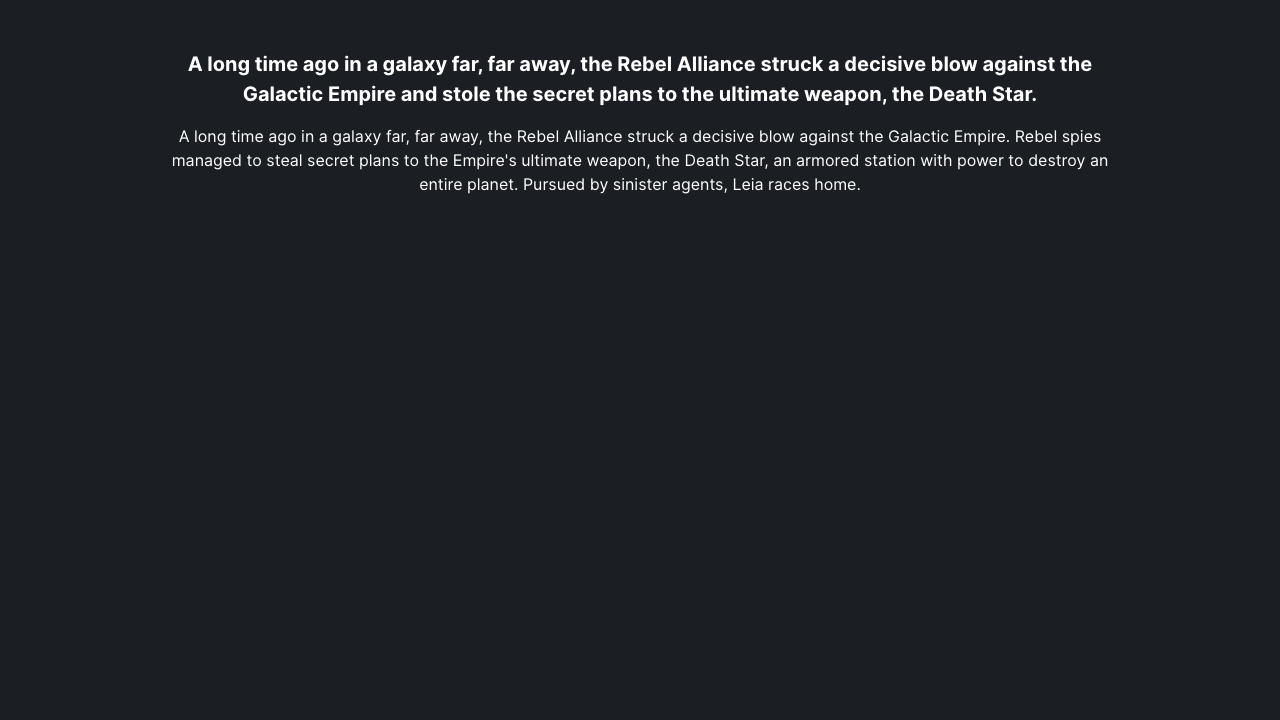 A long time ago in a galaxy far, far away, the Rebel Alliance struck a decisive blow against the
Galactic Empire and stole the secret plans to the ultimate weapon, the Death Star.
A long time ago in a galaxy far, far away, the Rebel Alliance struck a decisive blow against the Galactic Empire. Rebel spies
managed to steal secret plans to the Empire's ultimate weapon, the Death Star, an armored station with power to destroy an
entire planet. Pursued by sinister agents, Leia races home.